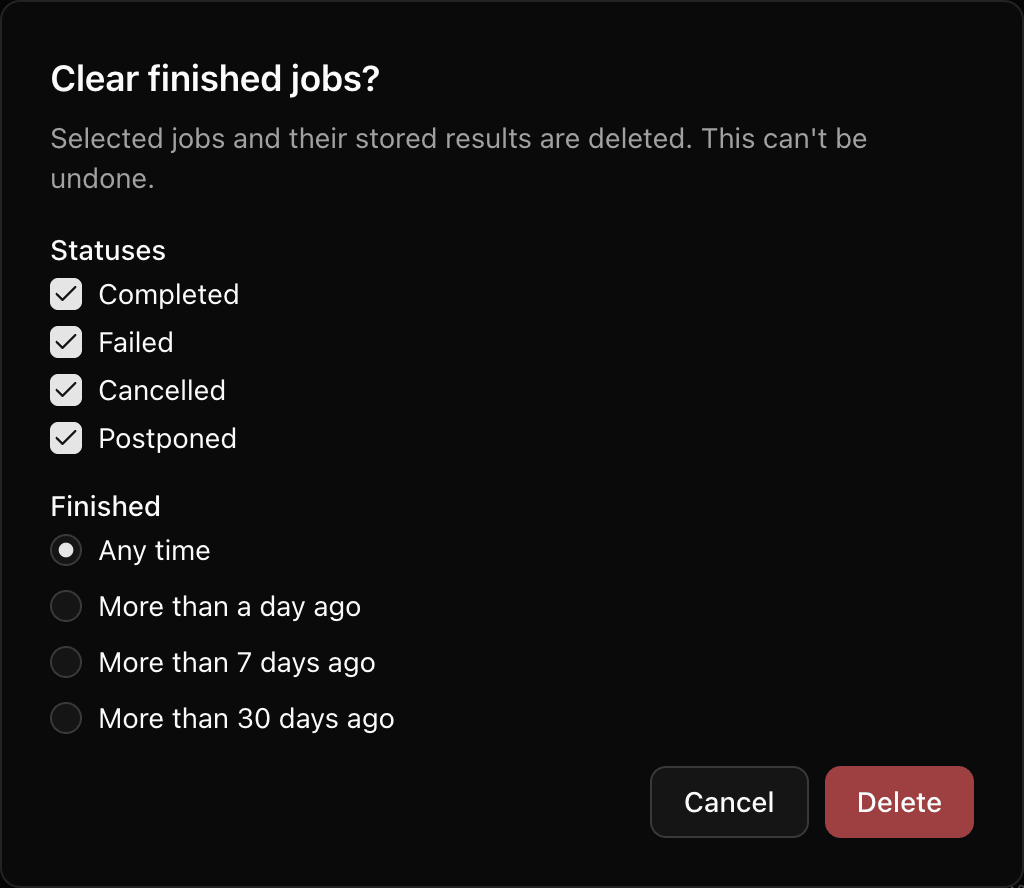 Clear finished jobs?
Selected jobs and their stored results are deleted. This can't be
undone.
Statuses
Completed
Failed
Cancelled
Postponed
Finished
Any time
More than a day ago
More than 7 days ago
More than 30 days ago
Cancel
Delete